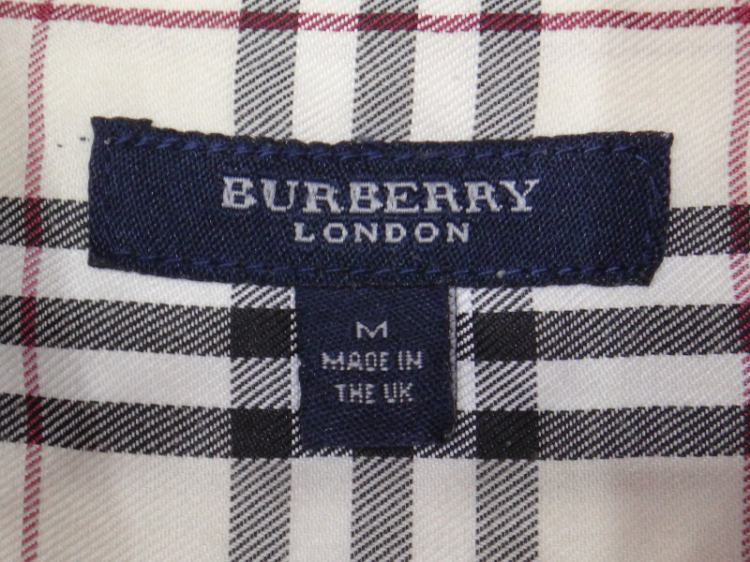 BURBERRY
LONDON
M
MADE IN
THE UK